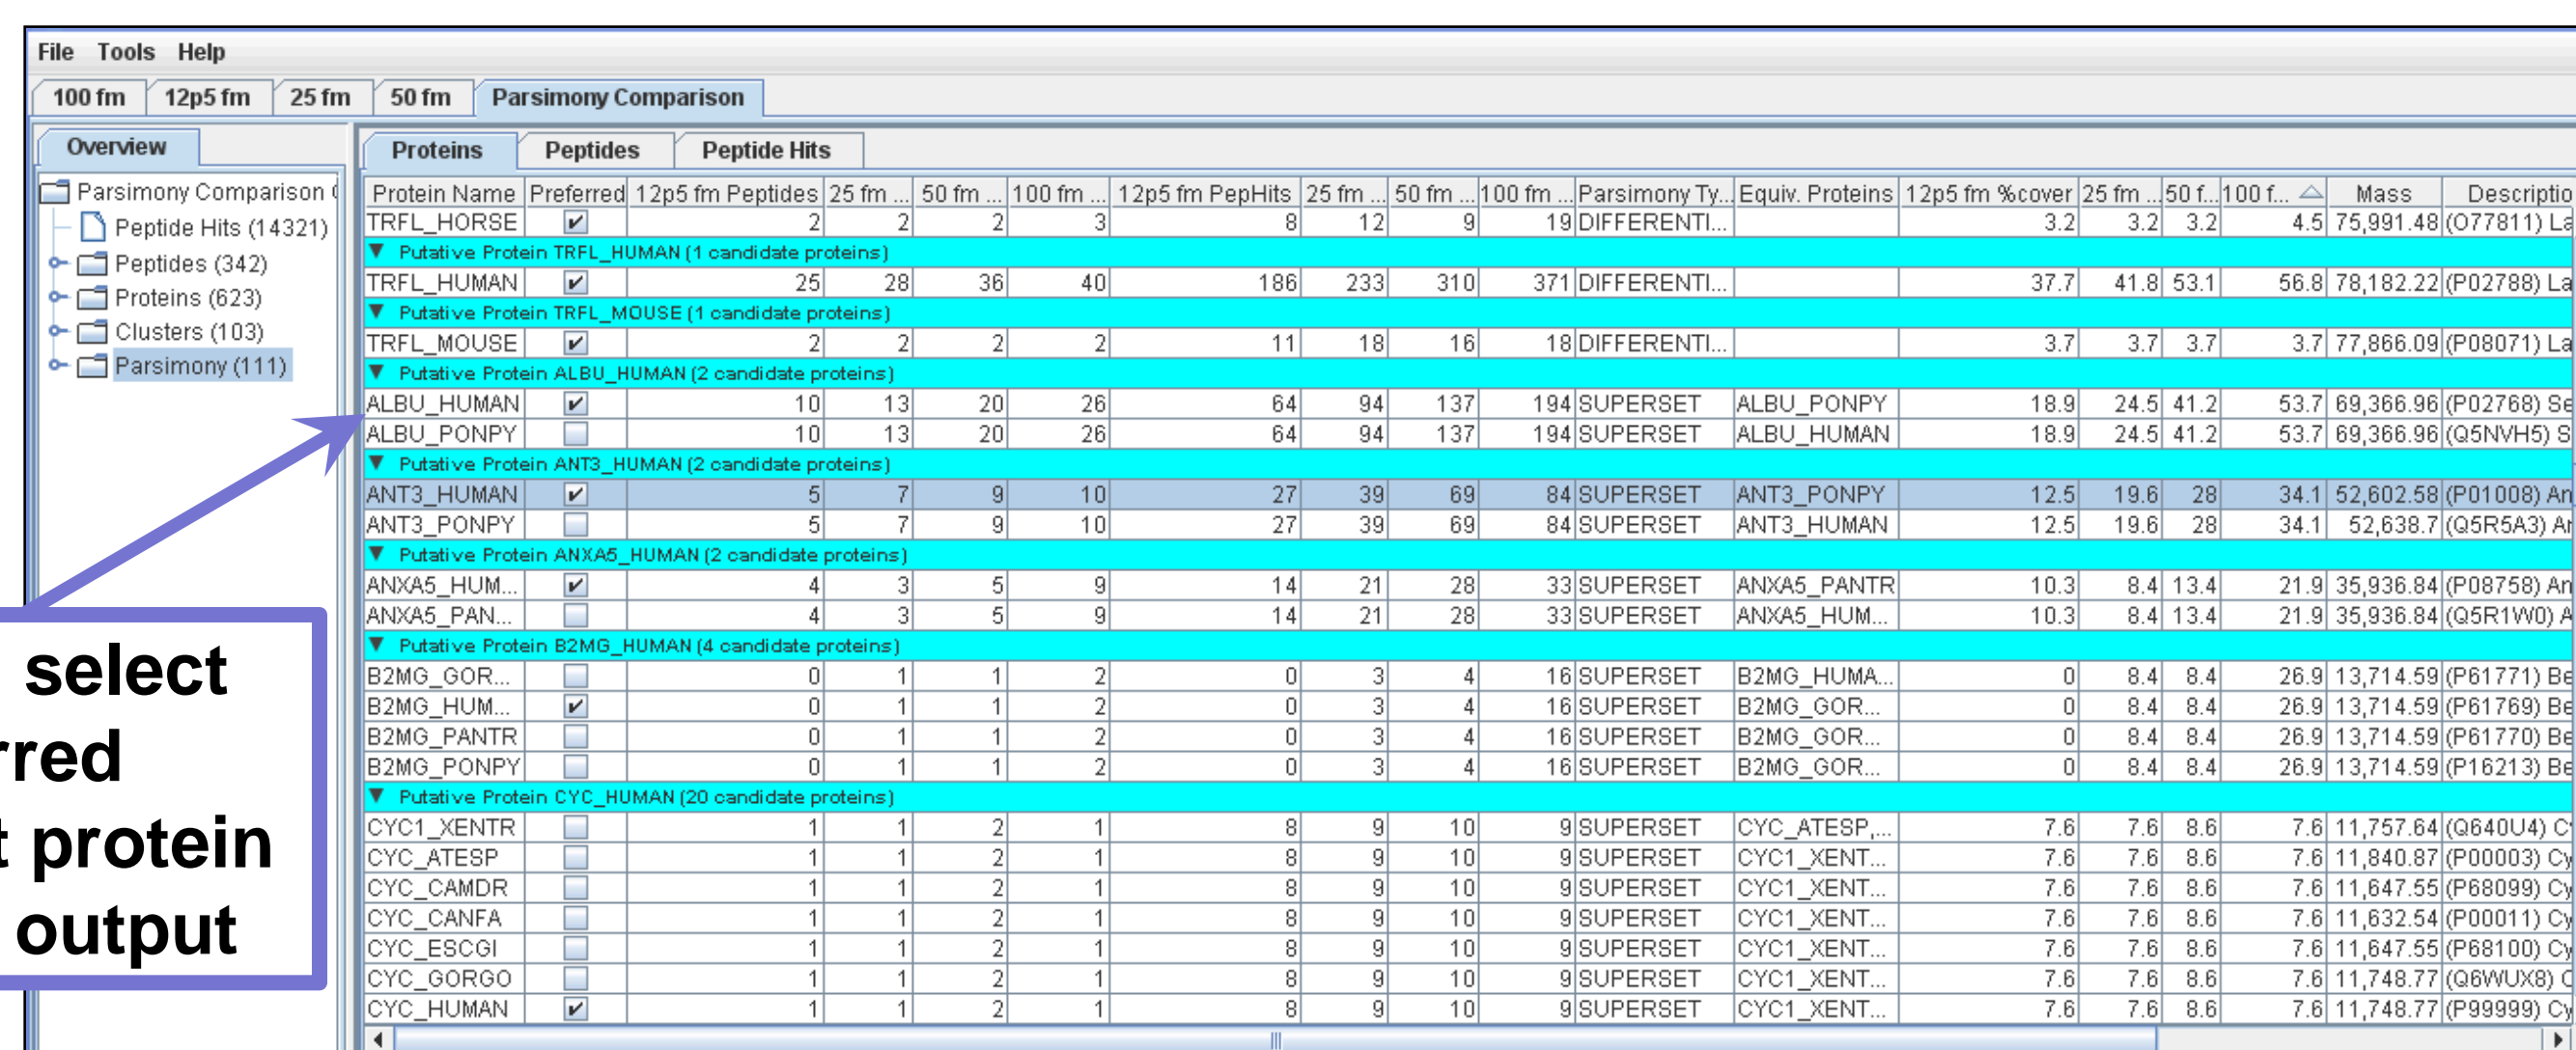 File Tools Help
100 fm 12p5 fm 25 fm 50 fm Parsimony Comparison
Overview
Parsimony Comparison
Peptide Hits (14321)
Peptides (342)
Proteins (623)
Clusters (103)
Parsimony (111)
Proteins Peptides Peptide Hits
Protein Name Preferred 12p5 fm Peptides 25 fm ... 50 fm ... 100 fm ... 12p5 fm PepHits 25 fm ... 50 fm ... 100 fm ... Parsimony Ty... Equiv. Proteins 12p5 fm %cover 25 fm ... 50 f... 100 f... Mass Descriptio
TRFL_HORSE 2 2 2 3 8 12 9 19 DIFFERENTI... 3.2 3.2 3.2 4.5 75,991.48 (O77811) La
Putative Protein TRFL_HUMAN (1 candidate proteins)
TRFL_HUMAN 25 28 36 40 186 233 310 371 DIFFERENTI... 37.7 41.8 53.1 56.8 78,182.22 (P02788) La
Putative Protein TRFL_MOUSE (1 candidate proteins)
TRFL_MOUSE 2 2 2 2 11 18 16 18 DIFFERENTI... 3.7 3.7 3.7 3.7 77,866.09 (P08071) La
Putative Protein ALBU_HUMAN (2 candidate proteins)
ALBU_HUMAN 10 13 20 26 64 94 137 194 SUPERSET ALBU_PONPY 18.9 24.5 41.2 53.7 69,366.96 (P02768) Se
ALBU_PONPY 10 13 20 26 64 94 137 194 SUPERSET ALBU_HUMAN 18.9 24.5 41.2 53.7 69,366.96 (Q5NVH5) S
Putative Protein ANT3_HUMAN (2 candidate proteins)
ANT3_HUMAN 5 7 9 10 27 39 69 84 SUPERSET ANT3_PONPY 12.5 19.6 28 34.1 52,602.58 (P01008) An
ANT3_PONPY 5 7 9 10 27 39 69 84 SUPERSET ANT3_HUMAN 12.5 19.6 28 34.1 52,638.7 (Q5R5A3) An
Putative Protein ANXA5_HUMAN (2 candidate proteins)
ANXA5_HUM... 4 3 5 9 14 21 28 33 SUPERSET ANXA5_PANTR 10.3 8.4 13.4 21.9 35,936.84 (P08758) An
ANXA5_PAN... 4 3 5 9 14 21 28 33 SUPERSET ANXA5_HUM... 10.3 8.4 13.4 21.9 35,936.84 (Q5R1W0) A
Putative Protein B2MG_HUMAN (4 candidate proteins)
B2MG_GOR... 0 1 1 2 0 3 4 16 SUPERSET B2MG_HUMA... 0 8.4 8.4 26.9 13,714.59 (P61771) Be
B2MG_HUM... 0 1 1 2 0 3 4 16 SUPERSET B2MG_GOR... 0 8.4 8.4 26.9 13,714.59 (P61769) Be
B2MG_PANTR 0 1 1 2 0 3 4 16 SUPERSET B2MG_GOR... 0 8.4 8.4 26.9 13,714.59 (P61770) Be
B2MG_PONPY 0 1 1 2 0 3 4 16 SUPERSET B2MG_GOR... 0 8.4 8.4 26.9 13,714.59 (P16213) Be
Putative Protein CYC_HUMAN (20 candidate proteins)
CYC1_XENTR 1 1 2 1 8 9 10 9 SUPERSET CYC_ATESP,... 7.6 7.6 8.6 7.6 11,757.64 (Q640U4) C
CYC_ATESP 1 1 2 1 8 9 10 9 SUPERSET CYC1_XENT... 7.6 7.6 8.6 7.6 11,840.87 (P00003) Cy
CYC_CAMDR 1 1 2 1 8 9 10 9 SUPERSET CYC1_XENT... 7.6 7.6 8.6 7.6 11,647.55 (P68099) Cy
CYC_CANFA 1 1 2 1 8 9 10 9 SUPERSET CYC1_XENT... 7.6 7.6 8.6 7.6 11,632.54 (P00011) Cy
CYC_ESCGI 1 1 2 1 8 9 10 9 SUPERSET CYC1_XENT... 7.6 7.6 8.6 7.6 11,647.55 (P68100) Cy
CYC_GORGO 1 1 2 1 8 9 10 9 SUPERSET CYC1_XENT... 7.6 7.6 8.6 7.6 11,748.77 (Q6WUX8) C
CYC_HUMAN 1 1 2 1 8 9 10 9 SUPERSET CYC1_XENT... 7.6 7.6 8.6 7.6 11,748.77 (P99999) Cy
select
rred
t protein
output